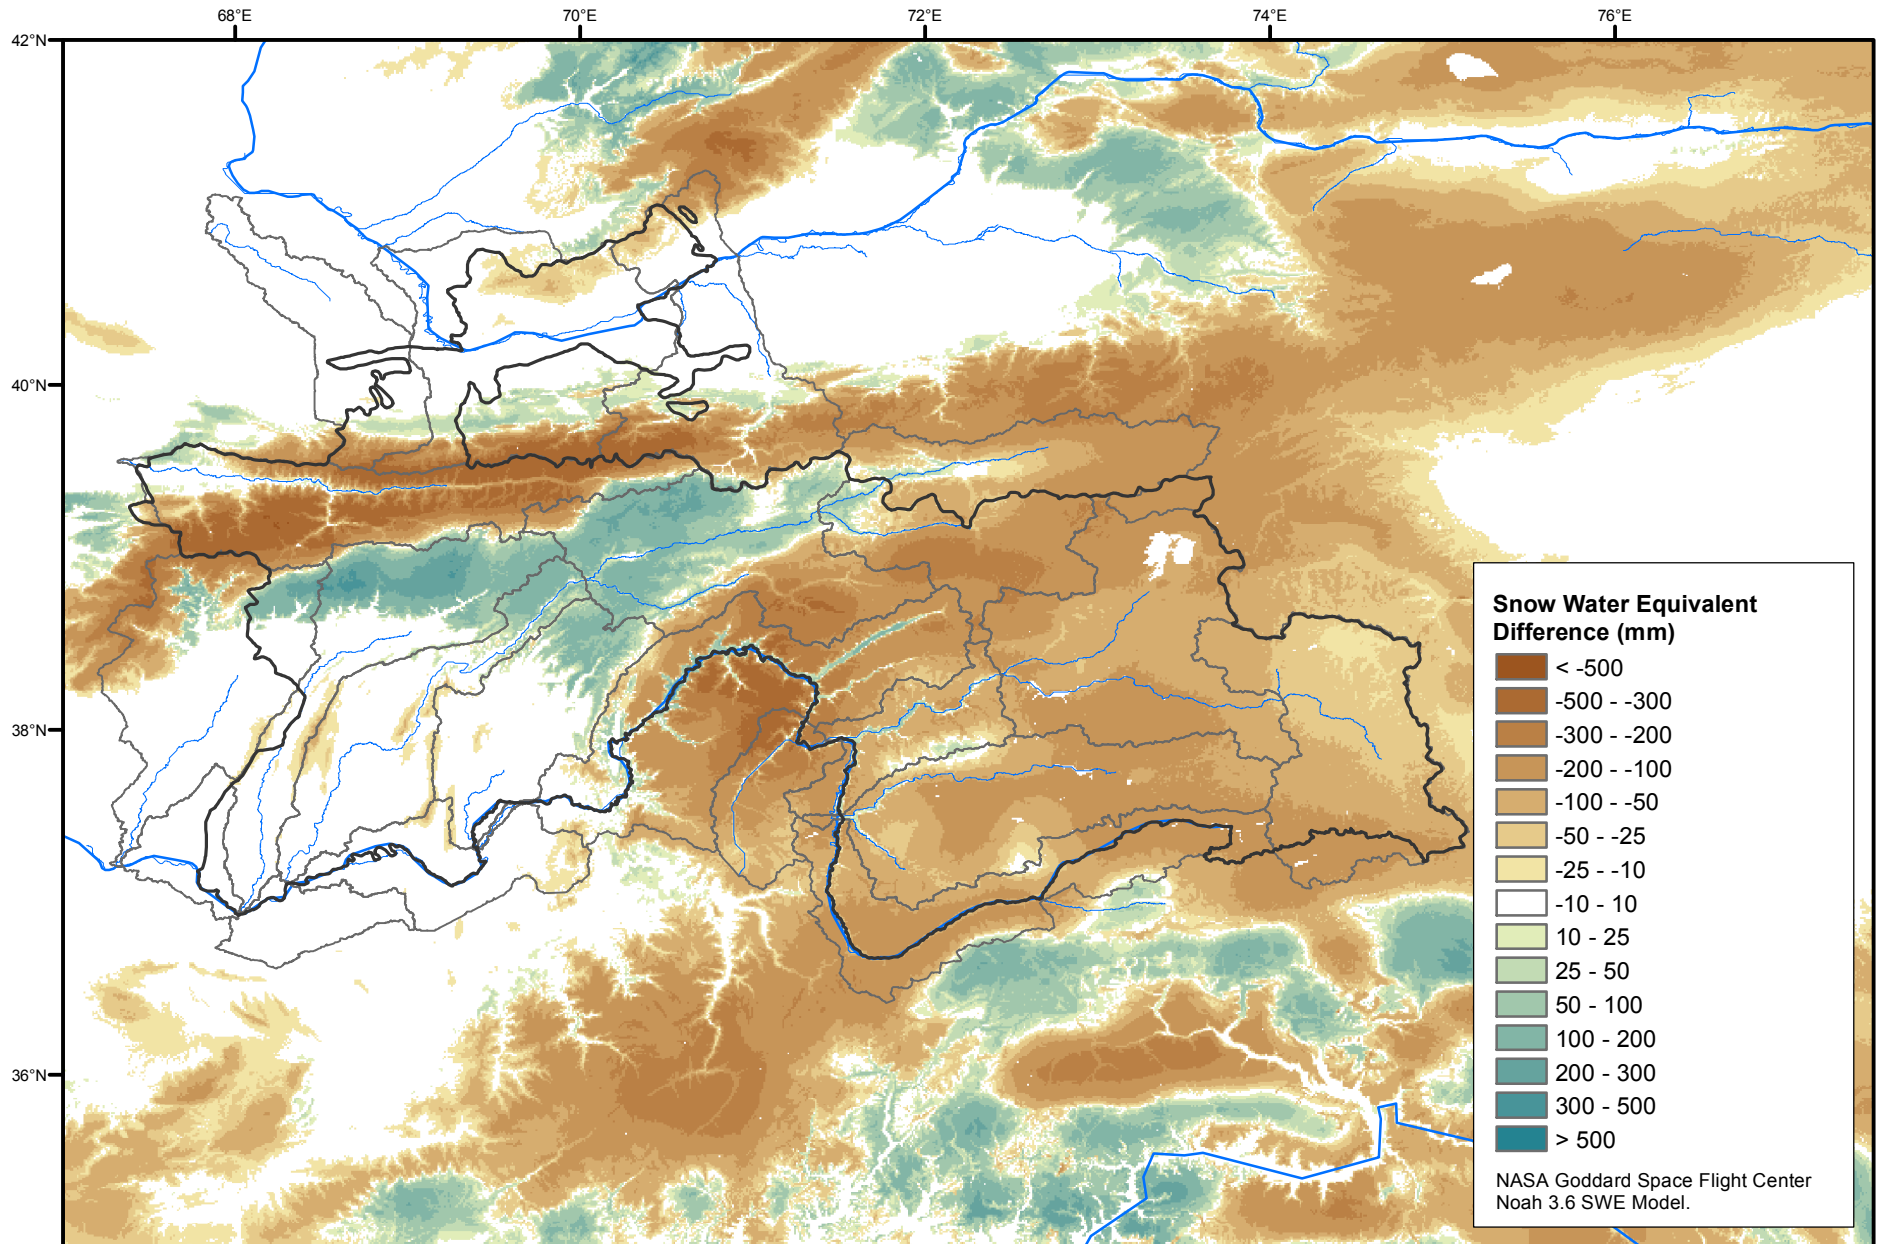 68°E
70°E
72°E
74°E
76°E
42°N
40°N
38°N
36°N
Snow Water Equivalent
Difference (mm)
< -500
-500 - -300
-300 - -200
-200 - -100
-100 - -50
-50 - -25
-25 - -10
-10 - 10
10 - 25
25 - 50
50 - 100
100 - 200
200 - 300
300 - 500
> 500
NASA Goddard Space Flight Center
Noah 3.6 SWE Model.